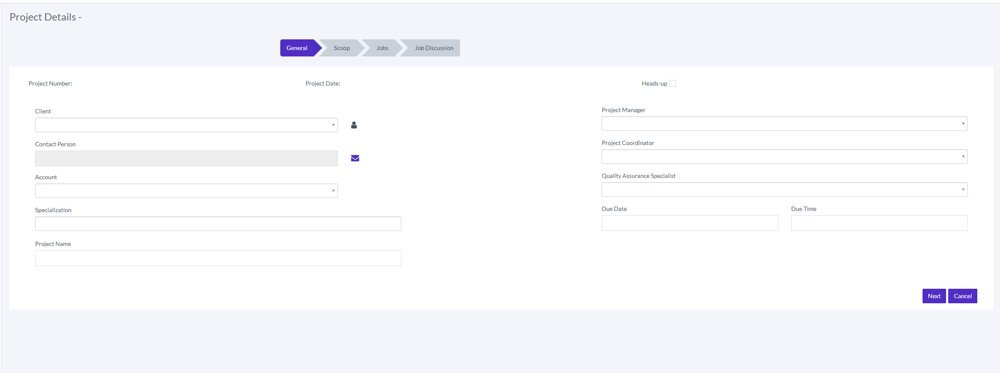 Project Details -
General
Scoop
Jobs
Job Discussion
Project Number:
Project Date:
Heads-up
Client
Contact Person
Account
Specialization
Project Name
Project Manager
Project Coordinator
Quality Assurance Specialist
Due Date
Due Time
Next
Cancel